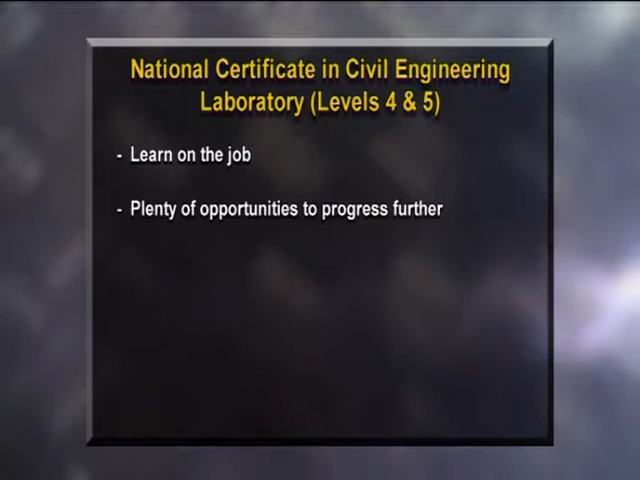 National Certificate in Civil Engineering
Laboratory (Levels 4 & 5)
- Learn on the job
- Plenty of opportunities to progress further